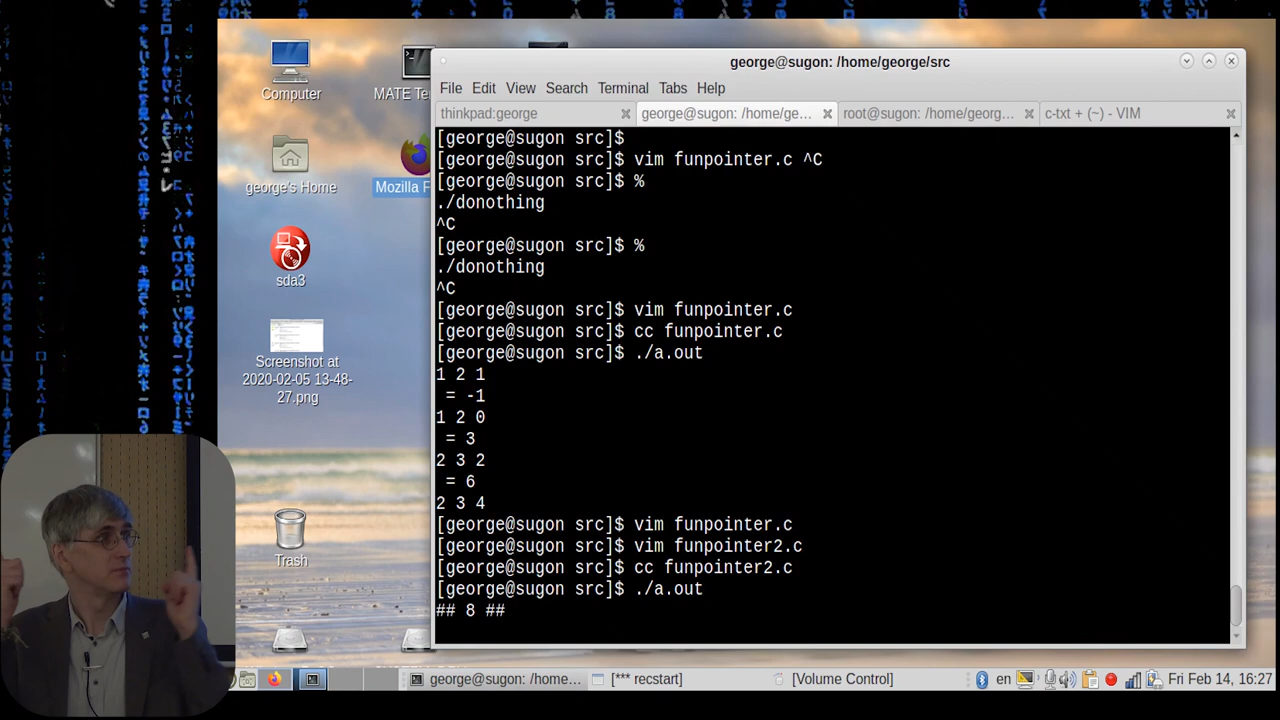 george@sugon: /home/george/src
File Edit View Search Terminal Tabs Help
thinkpad:george
george@sugon: /home/ge...
root@sugon: /home/georg...
c-txt + (~) - VIM
[george@sugon src]$
[george@sugon src]$ vim funpointer.c ^C
[george@sugon src]$ %
./donothing
^C
[george@sugon src]$ %
./donothing
^C
[george@sugon src]$ vim funpointer.c
[george@sugon src]$ cc funpointer.c
[george@sugon src]$ ./a.out
1 2 1
= -1
1 2 0
= 3
2 3 2
= 6
2 3 4
[george@sugon src]$ vim funpointer.c
[george@sugon src]$ vim funpointer2.c
[george@sugon src]$ cc funpointer2.c
[george@sugon src]$ ./a.out
## 8 ##
Computer
MATE
george's Home
Mozilla
sda3
Screenshot at
2020-02-05 13-48-
27.png
Trash
george@sugon: /home...
[*** recstart]
[Volume Control]
en
Fri Feb 14, 16:27